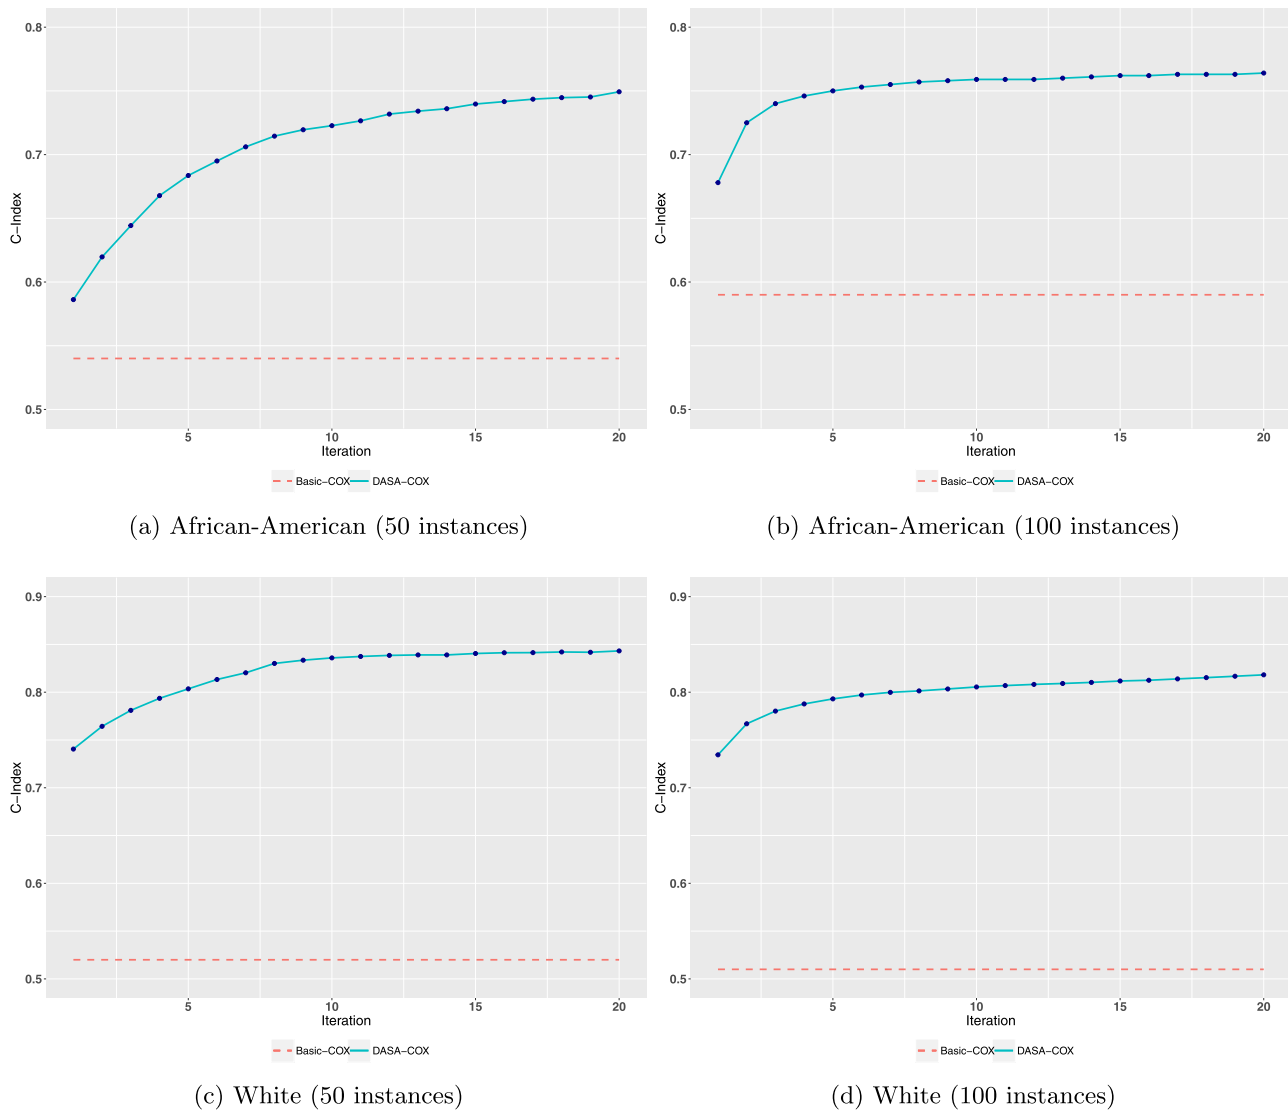 0.8
0.7
0.6
0.5
C−Index
5 10 15 20
Iteration
Basic−COX DASA−COX
(a) African-American (50 instances)
0.8
0.7
0.6
0.5
C−Index
5 10 15 20
Iteration
Basic−COX DASA−COX
(b) African-American (100 instances)
0.9
0.8
0.7
0.6
0.5
C−Index
5 10 15 20
Iteration
Basic−COX DASA−COX
(c) White (50 instances)
0.9
0.8
0.7
0.6
0.5
C−Index
5 10 15 20
Iteration
Basic−COX DASA−COX
(d) White (100 instances)